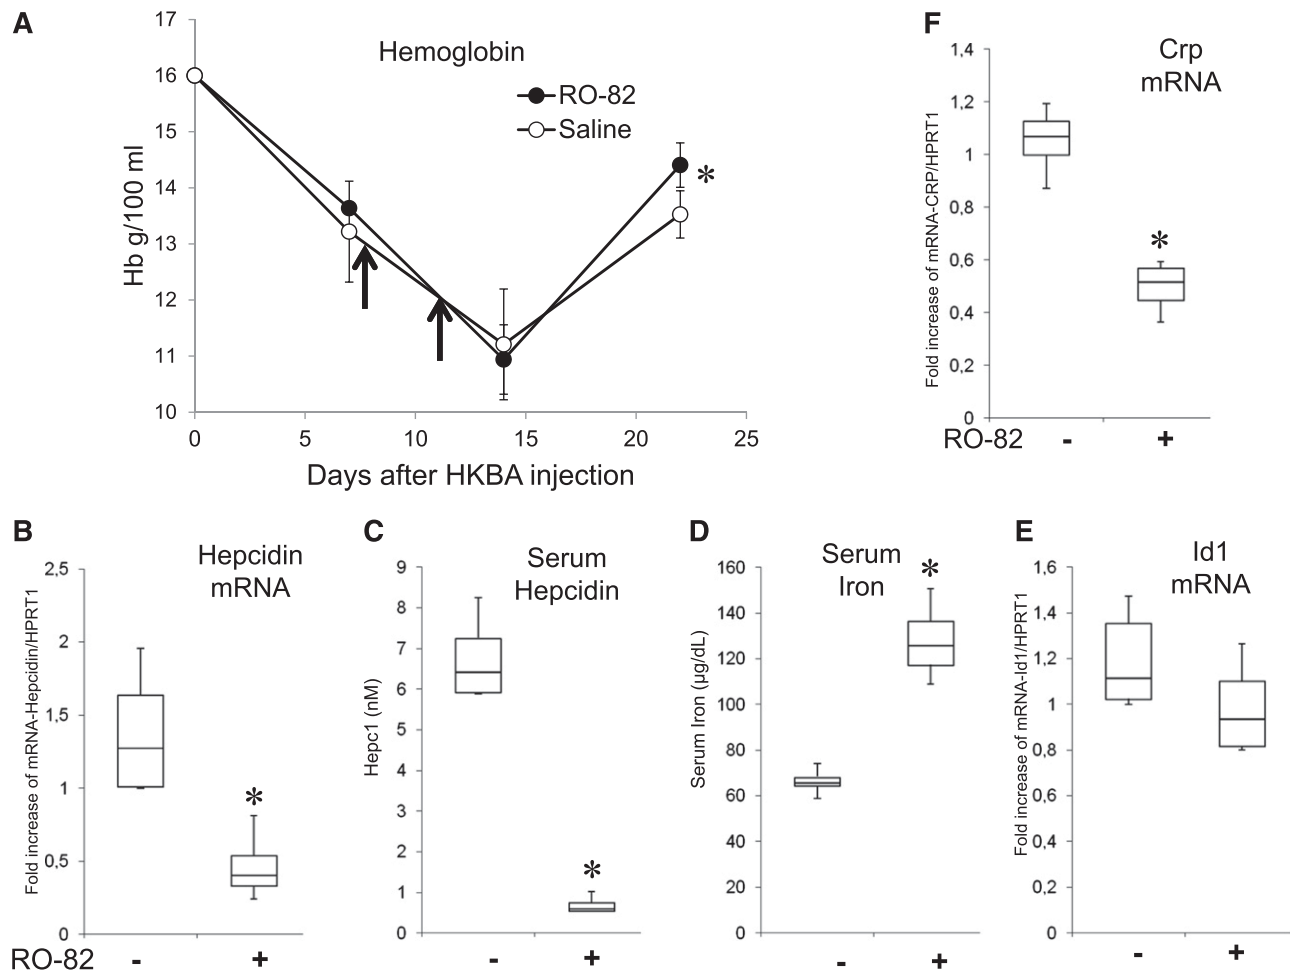 A
17
16
15
14
13
12
11
10
Hb g/100 ml
Hemoglobin
RO-82
Saline
*
0 5 10 15 20 25
Days after HKBA injection
F
Crp
mRNA
1,4
1,2
1
0,8
0,6
0,4
0,2
0
Fold increase of mRNA-CRP/HPRT1
*
RO-82 - +
B
Hepcidin
mRNA
2,5
2
1,5
1
0,5
0
Fold increase of mRNA-Hepcidin/HPRT1
*
RO-82 - +
C
Serum
Hepcidin
9
8
7
6
5
4
3
2
1
0
Hepc1 (nM)
*
- +
D
Serum
Iron
160
140
120
100
80
60
40
20
0
Serum Iron (µg/dL)
*
- +
E
Id1
mRNA
1,6
1,4
1,2
1
0,8
0,6
0,4
0,2
0
Fold increase of mRNA-Id1/HPRT1
- +